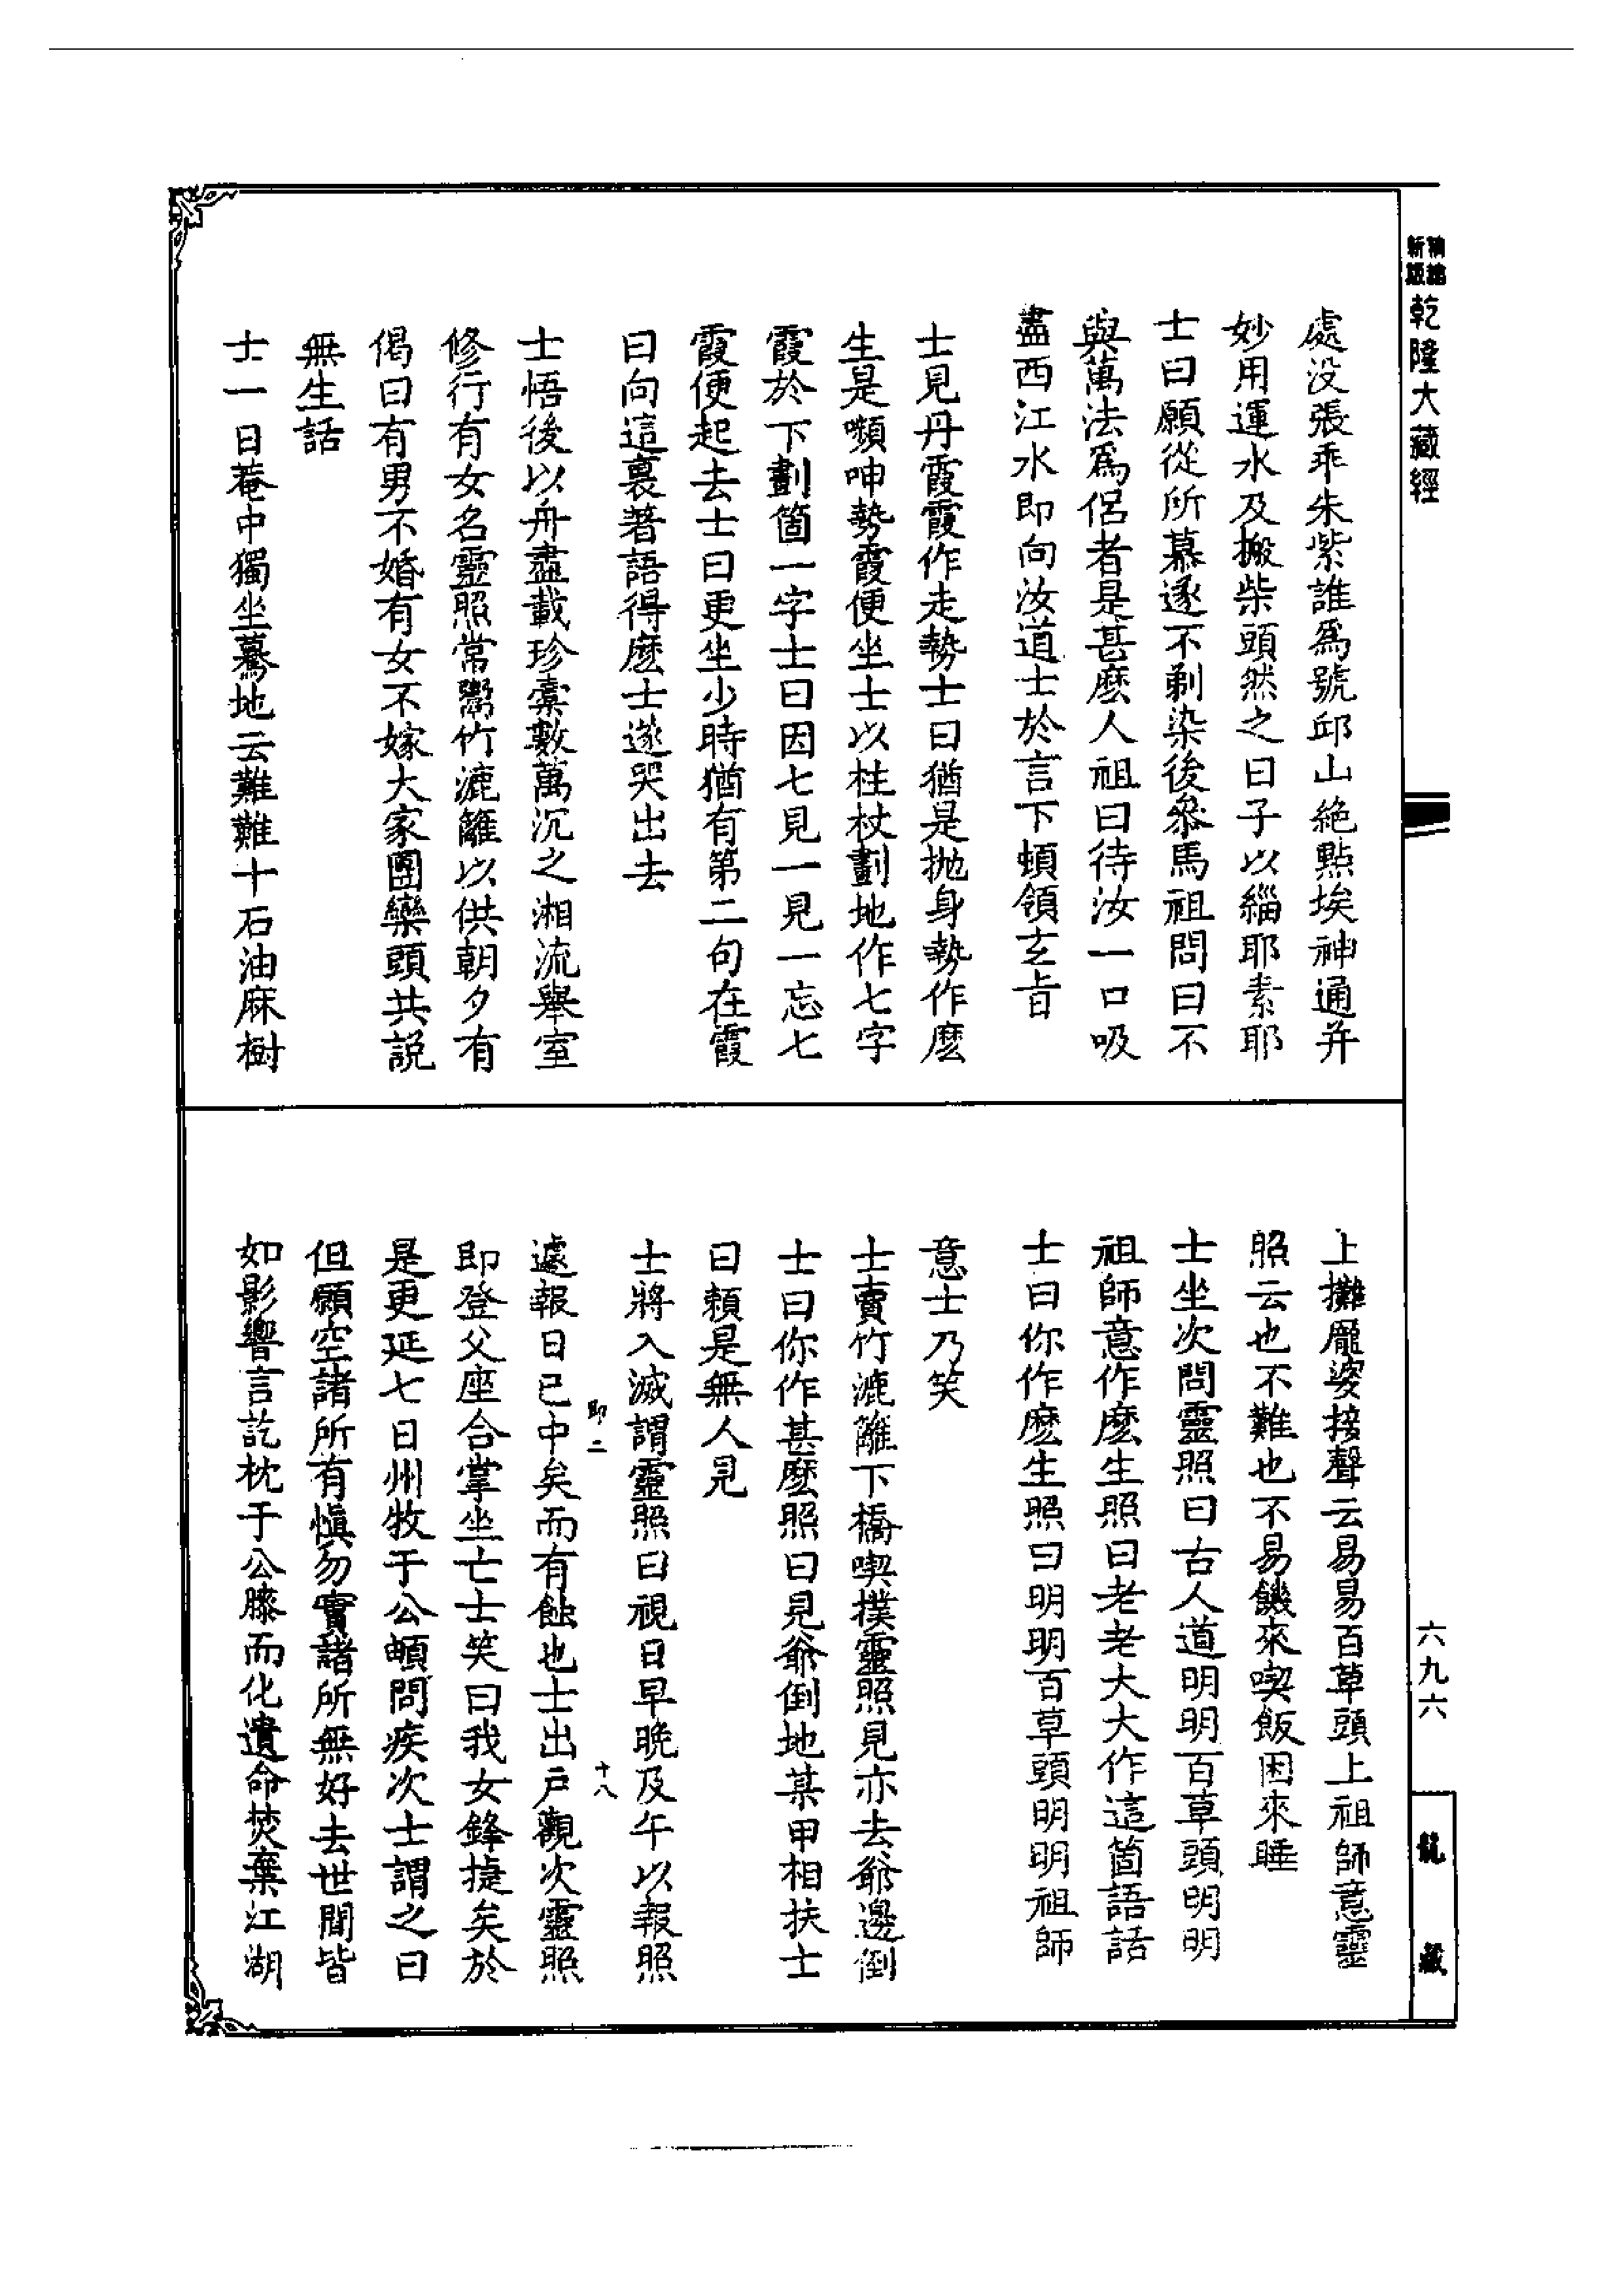 精繕新版
乾隆大藏經
處没張乖朱紫誰爲號邱山絶㸃埃神通并
妙用運水及搬柴頭然之曰子以緇耶素耶
士曰願從所慕遂不剃染後叅馬祖問曰不
與萬法爲侣者是甚麽人祖曰待汝一口吸
盡西江水即向汝道士於言下頓領玄㫖
士見丹霞霞作走勢士曰猶是抛身勢作麽
生是嚬呻勢霞便坐士以柱杖劃地作七字
霞於下劃箇一字士曰因七見一見一忘七
霞便起去士曰更坐少時猶有第二句在霞
曰向這裏著語得麽士遂哭出去
士悟後以舟盡載珍橐數萬沉之湘流舉室
修行有女名靈照常鬻竹漉籬以供朝夕有
偈曰有男不婚有女不嫁大家團欒頭共説
無生話
士一日菴中獨坐驀地云難難十石油麻樹
上攤龎婆接聲云易易百草頭上祖師意靈
照云也不難也不易饑來喫飯困來睡
士坐次問靈照曰古人道明明百草頭明明
祖師意作麽生照曰老老大大作這箇語話
士曰你作麽生照曰明明百草頭明明祖師
意士乃笑
士賣竹漉籬下橋喫撲靈照見亦去爺邊倒
士曰你作甚麽照曰見爺倒地某甲相扶士
曰賴是無人見
士將入滅謂靈照曰視日早晚及午以報照
即二
十八
遽報日已中矣而有蝕也士出戸觀次靈照
即登父座合掌坐亡士笑曰我女鋒捷矣於
是更延七日州牧于公頔問疾次士謂之曰
但願空諸所有慎勿實諸所無好去世間皆
如影響言訖枕于公膝而化遺命焚棄江湖
六九六
龍藏